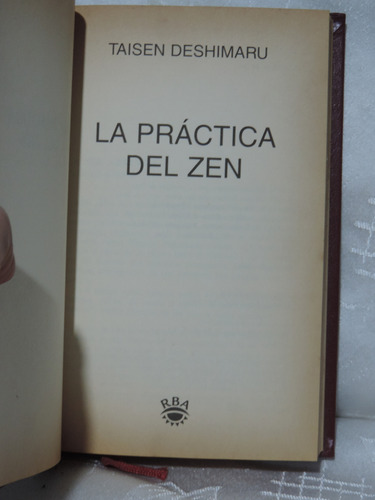 TAISEN DESHIMARU
LA PRÁCTICA
DEL ZEN
RBA